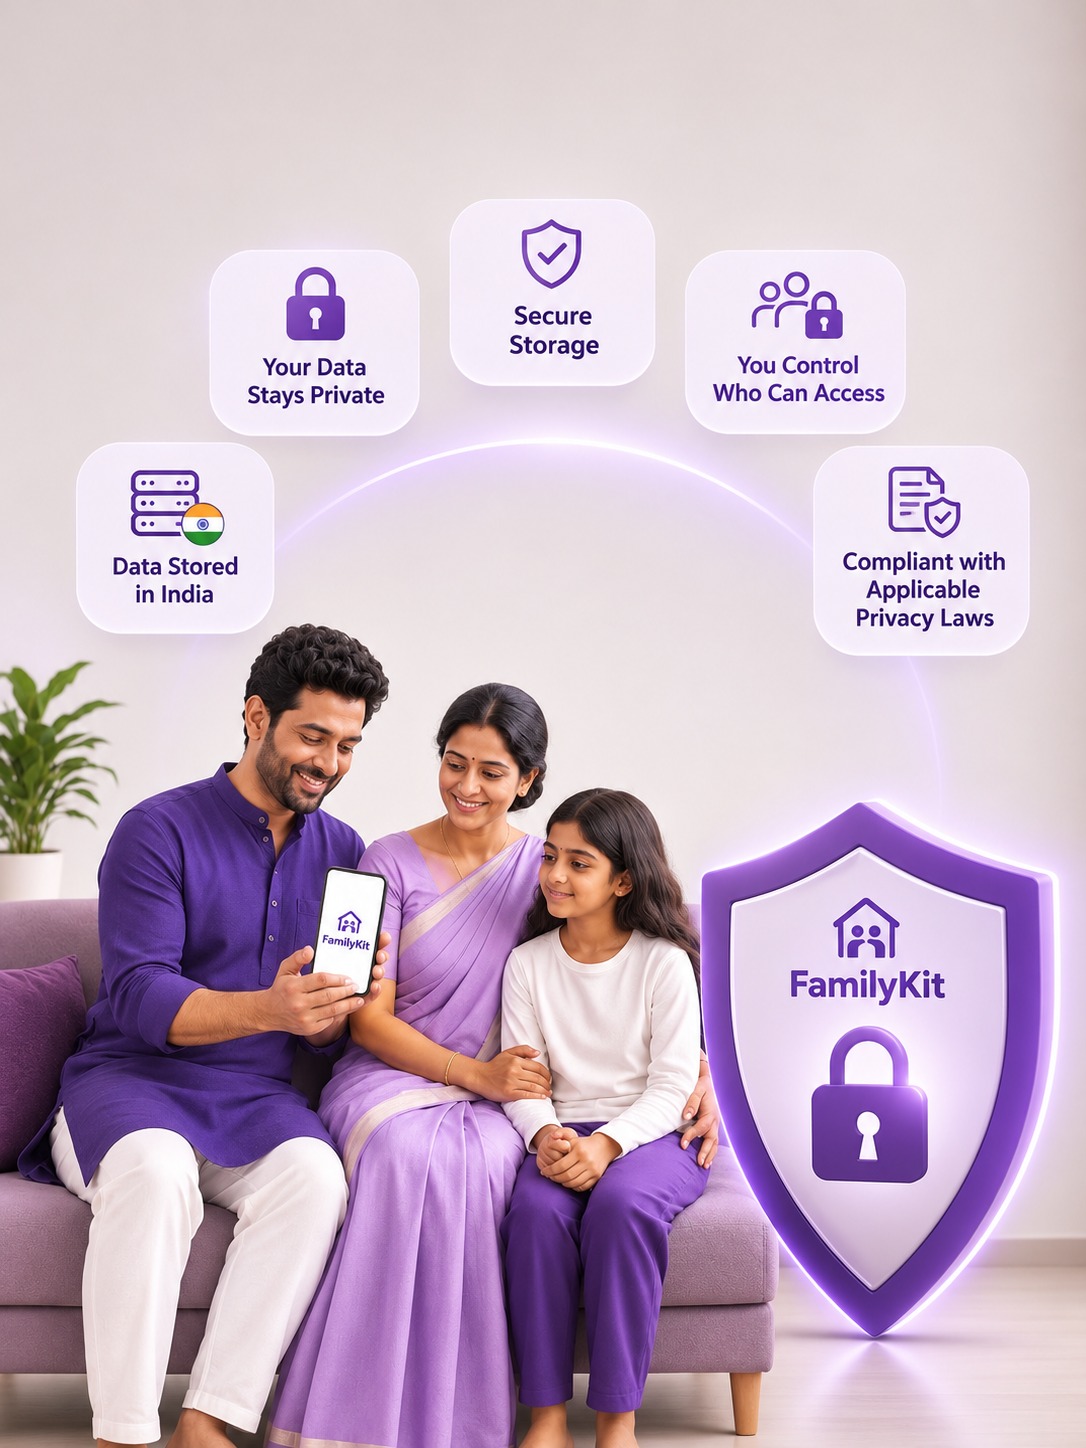 Secure
Storage
Your Data
Stays Private
You Control
Who Can Access
Data Stored
in India
Compliant with
Applicable
Privacy Laws
FamilyKit
FamilyKit